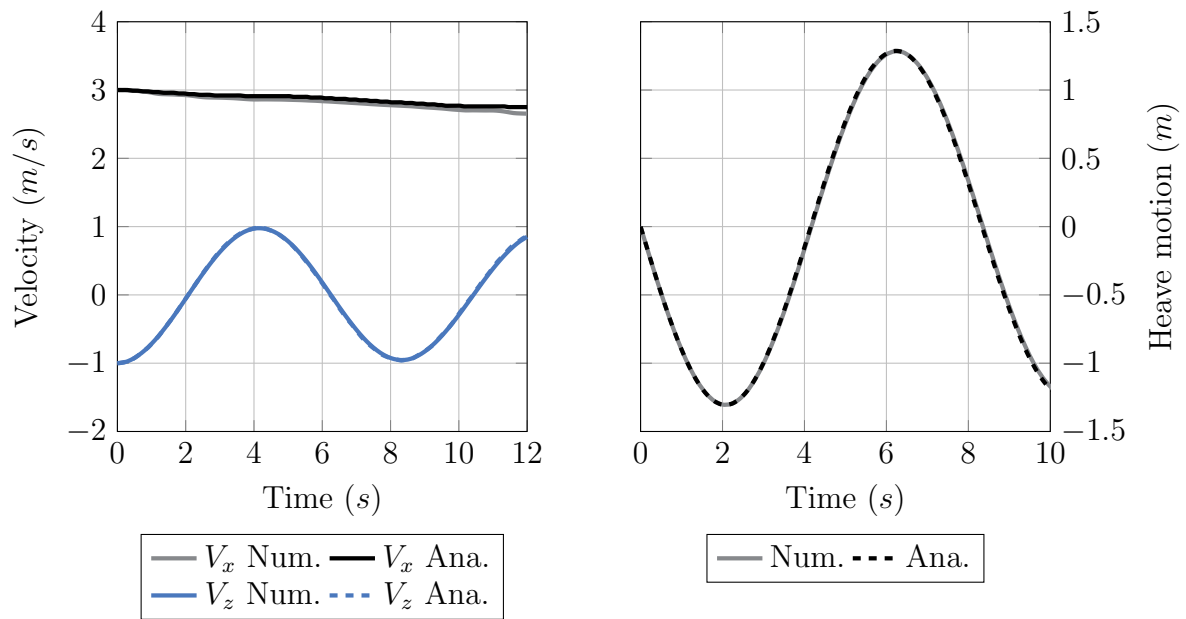 4
3
2
1
0
−1
−2
Velocity (m/s)
0 2 4 6 8 10 12
Time (s)
V_x Num. V_x Ana.
V_z Num. V_z Ana.
1.5
1
0.5
0
−0.5
−1
−1.5
Heave motion (m)
0 2 4 6 8 10
Time (s)
Num. Ana.